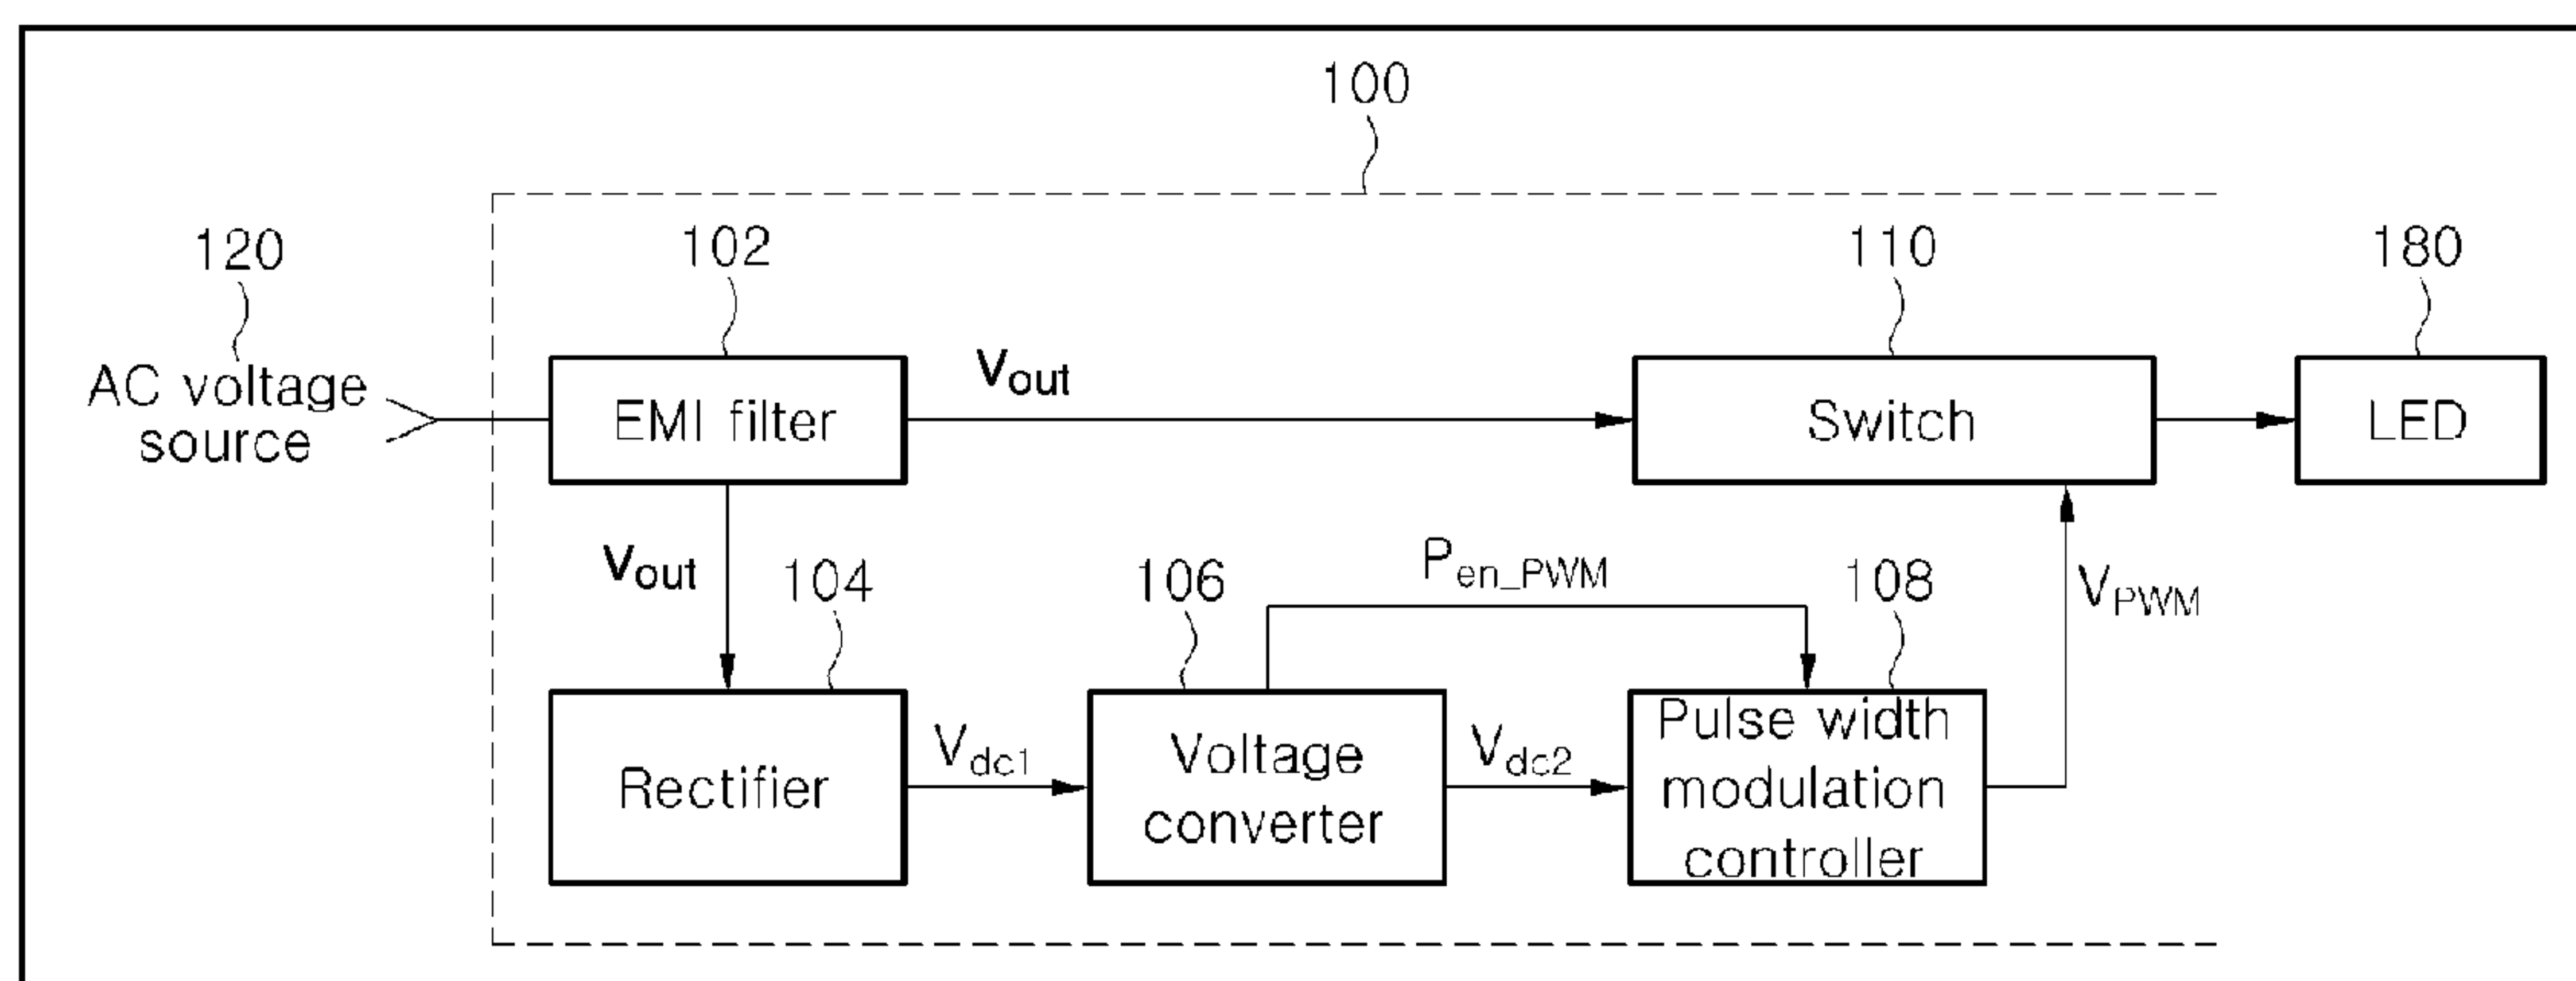 100
120
102
110
180
AC voltage
source
EMI filter
Vout
Switch
LED
Vout
104
106
Pen_PWM
108
VPWM
Rectifier
Vdc1
Voltage
converter
Vdc2
Pulse width
modulation
controller